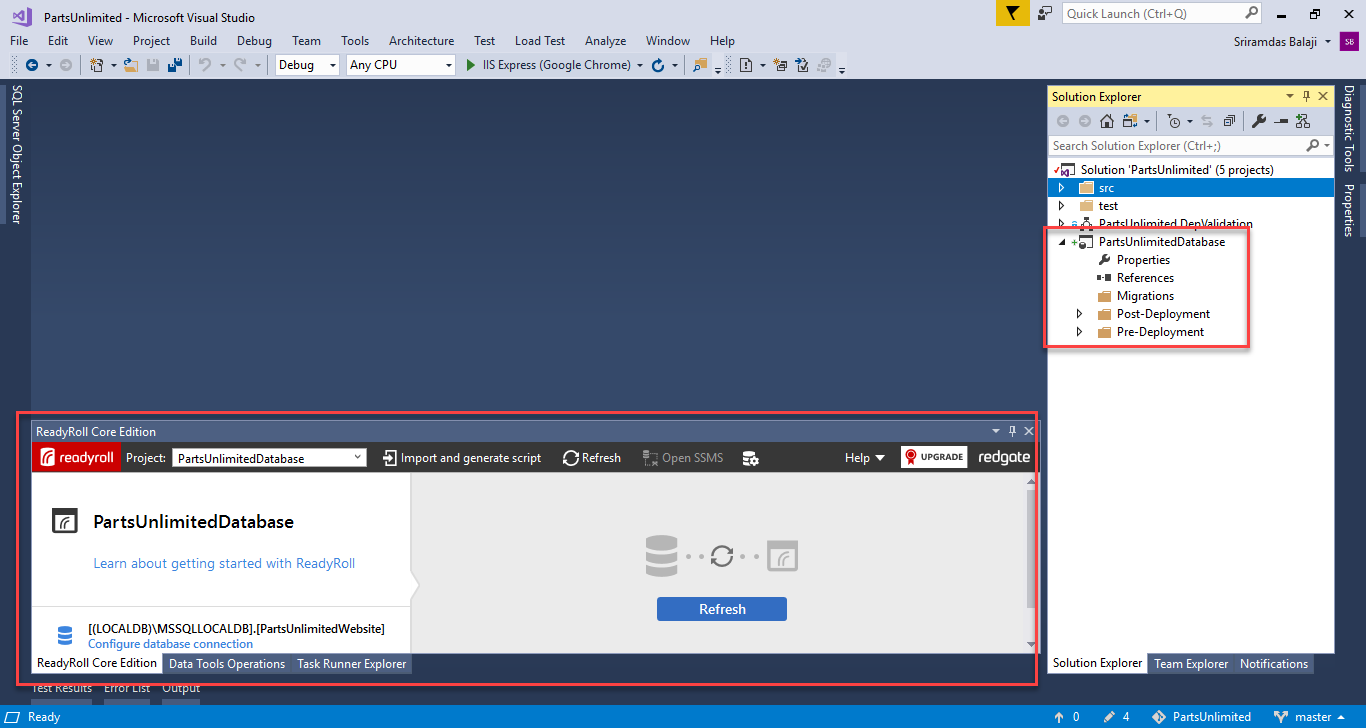 PartsUnlimited - Microsoft Visual Studio
Quick Launch (Ctrl+Q)
File Edit View Project Build Debug Team Tools Architecture Test Load Test Analyze Window Help
Sriramdas Balaji SB
Debug Any CPU IIS Express (Google Chrome)
SQL Server Object Explorer
Solution Explorer
Search Solution Explorer (Ctrl+;)
Solution 'PartsUnlimited' (5 projects)
src
test
PartsUnlimited.DepValidation
PartsUnlimitedDatabase
Properties
References
Migrations
Post-Deployment
Pre-Deployment
Diagnostic Tools
Properties
ReadyRoll Core Edition
readyroll Project: PartsUnlimitedDatabase Import and generate script Refresh Open SSMS Help UPGRADE redgate
PartsUnlimitedDatabase
Learn about getting started with ReadyRoll
Refresh
[(LOCALDB)\MSSQLLOCALDB].[PartsUnlimitedWebsite]
Configure database connection
ReadyRoll Core Edition Data Tools Operations Task Runner Explorer
Solution Explorer Team Explorer Notifications
Test Results Error List Output
Ready 0 4 PartsUnlimited master